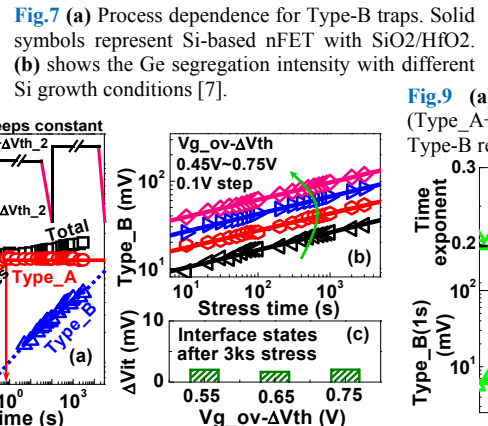 Fig.7 (a) Process dependence for Type-B traps. Solid
symbols represent Si-based nFET with SiO2/HfO2.
(b) shows the Ge segregation intensity with different
Si growth conditions [7].
Fig.9 (a
(Type_A+
Type-B re
eeps constant
ΔVth_2
ΔVth_2
Total
Type_A
Type_B
(a)
10^0
10^3
ime (s)
Type_B (mV)
10^2
10^1
Vg_ov-ΔVth
0.45V~0.75V
0.1V step
(b)
10^1
10^2
10^3
Stress time (s)
ΔVit (mV)
10
5
0
Interface states
after 3ks stress
(c)
0.55
0.65
0.75
Vg_ov-ΔVth (V)
Time
exponent
0.3
0.2
Type_B(1s)
(mV)
10^2
10^1